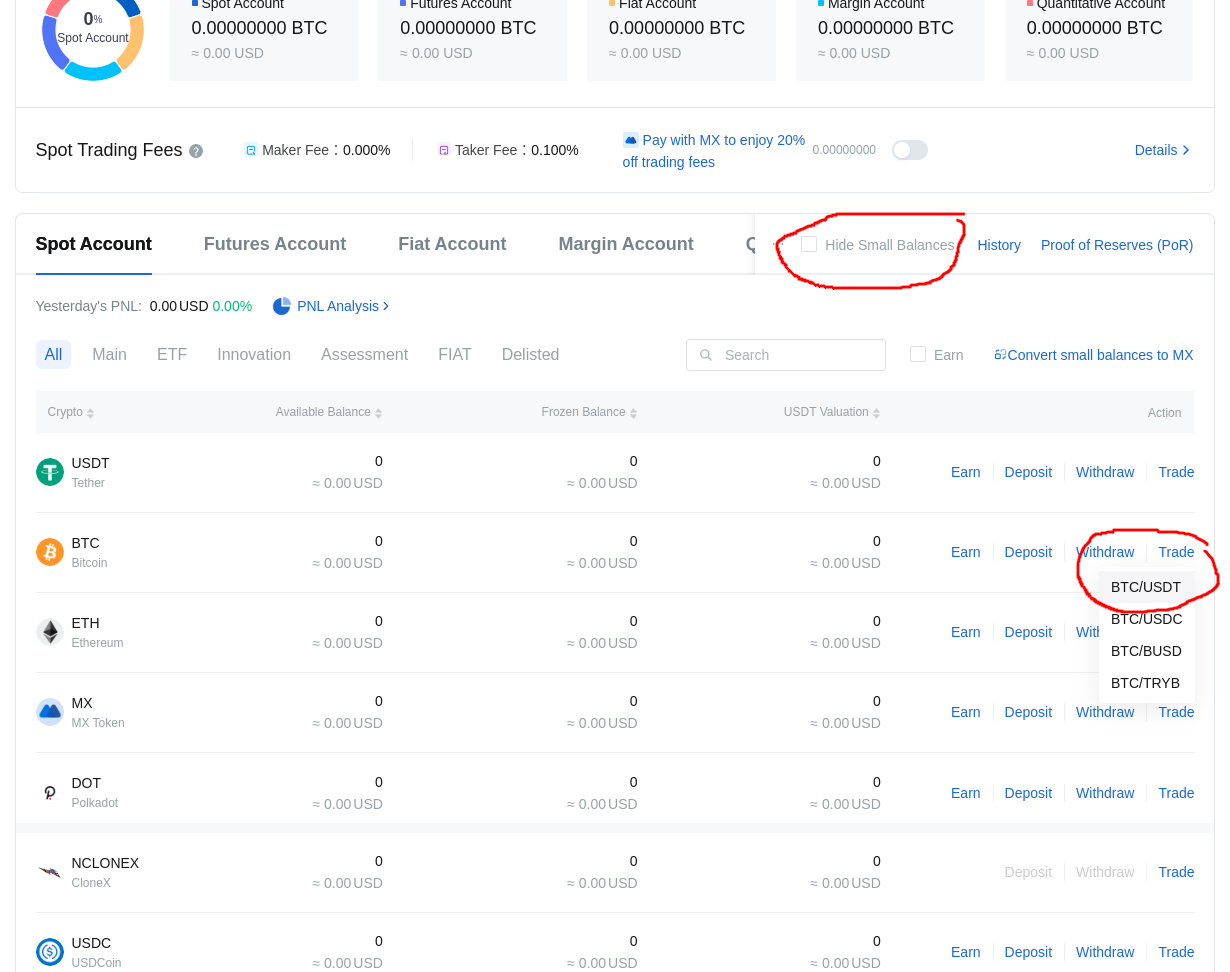 Spot Account Futures Account Fiat Account Margin Account Quantitative Account
0% 0.00000000 BTC 0.00000000 BTC 0.00000000 BTC 0.00000000 BTC 0.00000000 BTC
Spot Account ≈ 0.00 USD ≈ 0.00 USD ≈ 0.00 USD ≈ 0.00 USD ≈ 0.00 USD
Spot Trading Fees ? Maker Fee : 0.000% Taker Fee : 0.100% Pay with MX to enjoy 20% off trading fees 0.00000000 Details
Spot Account Futures Account Fiat Account Margin Account Hide Small Balances History Proof of Reserves (PoR)
Yesterday's PNL: 0.00 USD 0.00% PNL Analysis
All Main ETF Innovation Assessment FIAT Delisted Search Earn Convert small balances to MX
Crypto Available Balance Frozen Balance USDT Valuation Action
USDT 0 0 0
Tether ≈ 0.00 USD ≈ 0.00 USD ≈ 0.00 USD Earn Deposit Withdraw Trade
BTC 0 0 0
Bitcoin ≈ 0.00 USD ≈ 0.00 USD ≈ 0.00 USD Earn Deposit Withdraw Trade
BTC/USDT
BTC/USDC
BTC/BUSD
BTC/TRYB
ETH 0 0 0
Ethereum ≈ 0.00 USD ≈ 0.00 USD ≈ 0.00 USD Earn Deposit
MX 0 0 0
MX Token ≈ 0.00 USD ≈ 0.00 USD ≈ 0.00 USD Earn Deposit Withdraw Trade
DOT 0 0 0
Polkadot ≈ 0.00 USD ≈ 0.00 USD ≈ 0.00 USD Earn Deposit Withdraw Trade
NCLONEX 0 0 0
CloneX ≈ 0.00 USD ≈ 0.00 USD ≈ 0.00 USD Deposit Withdraw Trade
USDC 0 0 0
USDCoin ≈ 0.00 USD ≈ 0.00 USD ≈ 0.00 USD Earn Deposit Withdraw Trade